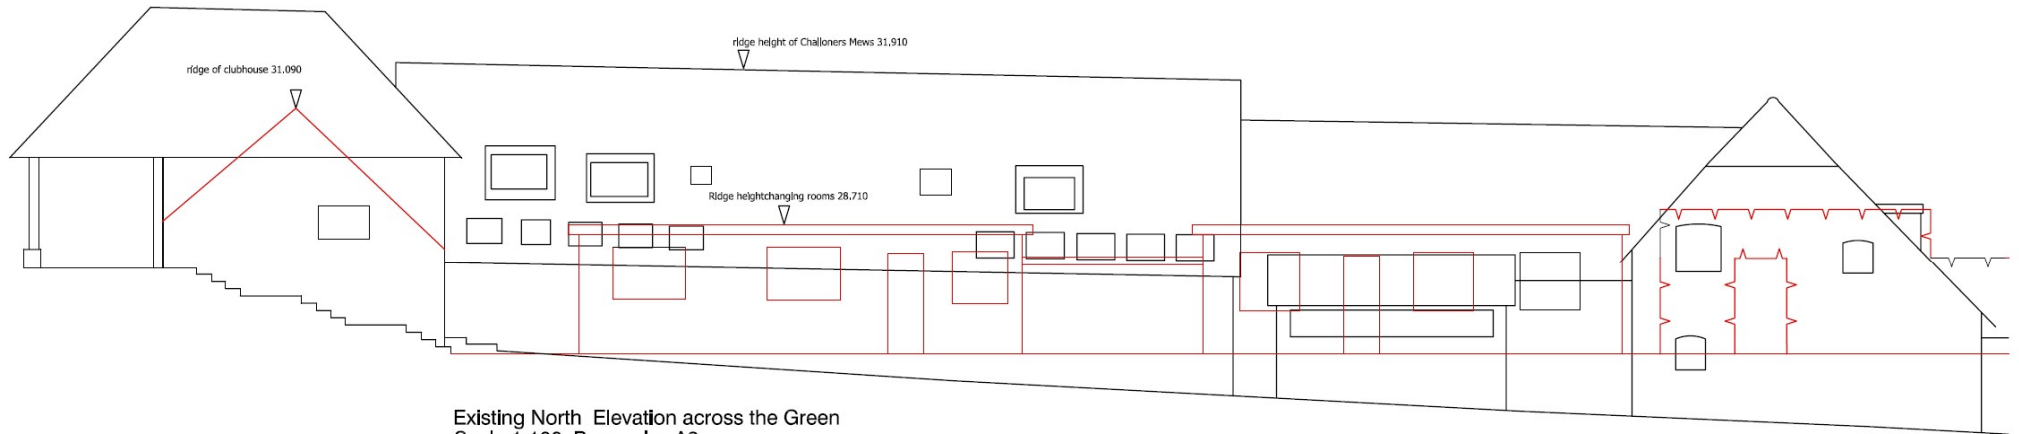 ridge height of Challoners Mews 31,910
ridge of clubhouse 31.090
Ridge heightchanging rooms 28,710
Existing North Elevation across the Green